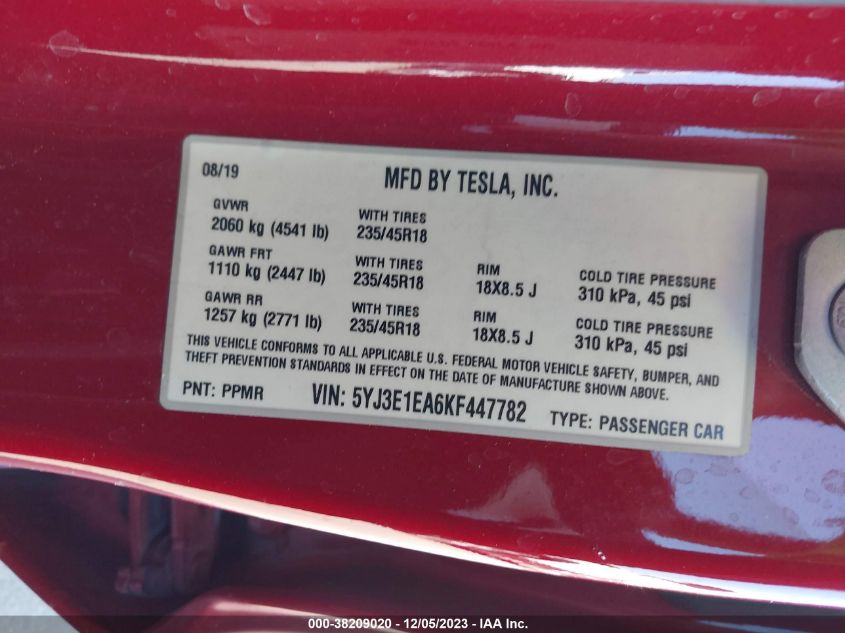 08/19
MFD BY TESLA, INC.
GVWR
2060 kg (4541 lb)
WITH TIRES
235/45R18
GAWR FRT
1110 kg (2447 lb)
WITH TIRES
235/45R18
RIM
18X8.5 J
COLD TIRE PRESSURE
310 kPa, 45 psi
GAWR RR
1257 kg (2771 lb)
WITH TIRES
235/45R18
RIM
18X8.5 J
COLD TIRE PRESSURE
310 kPa, 45 psi
THIS VEHICLE CONFORMS TO ALL APPLICABLE U.S. FEDERAL MOTOR VEHICLE SAFETY, BUMPER, AND
THEFT PREVENTION STANDARDS IN EFFECT ON THE DATE OF MANUFACTURE SHOWN ABOVE.
PNT: PPMR VIN: 5YJ3E1EA6KF447782 TYPE: PASSENGER CAR
000-38209020 - 12/05/2023 - IAA Inc.